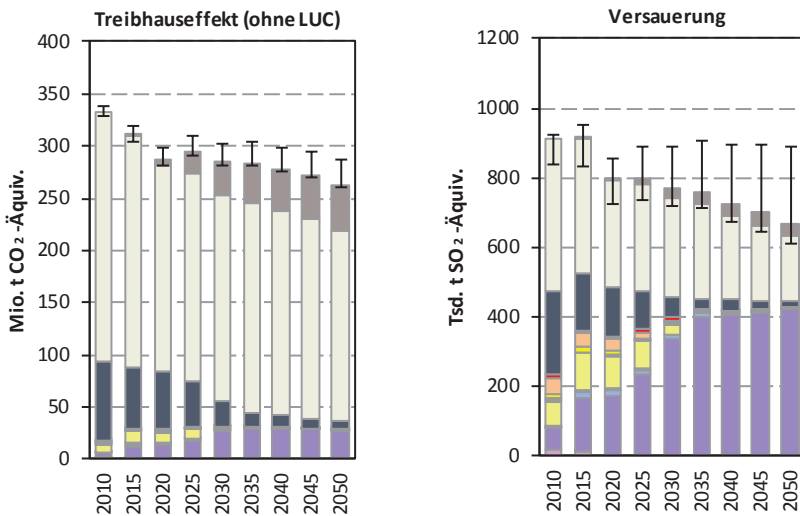 Treibhauseffekt (ohne LUC)
Mio. t CO₂-Äquiv.
400
350
300
250
200
150
100
50
0
2010 2015 2020 2025 2030 2035 2040 2045 2050
Versauerung
Tsd. t SO₂-Äquiv.
1200
1000
800
600
400
200
0
2010 2015 2020 2025 2030 2035 2040 2045 2050